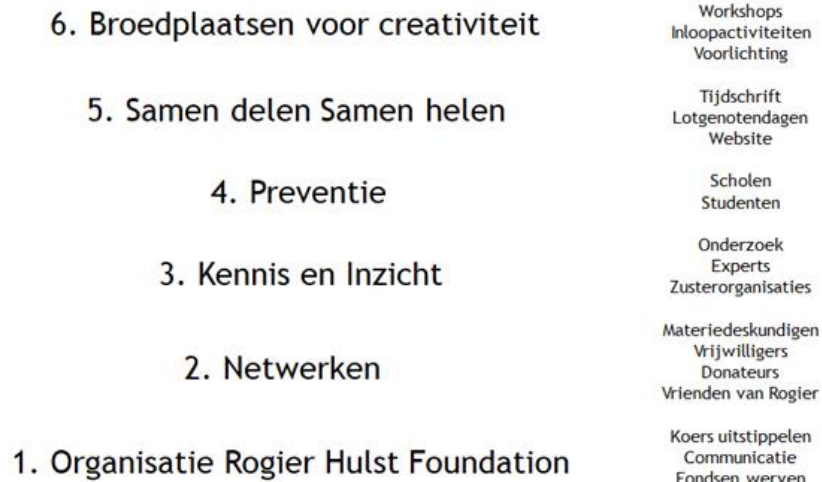 6. Broedplaatsen voor creativiteit
Workshops
Inloopactiviteiten
Voorlichting
5. Samen delen Samen helen
Tijdschrift
Lotgenotendagen
Website
4. Preventie
Scholen
Studenten
3. Kennis en Inzicht
Onderzoek
Experts
Zusterorganisaties
2. Netwerken
Materiedeskundigen
Vrijwilligers
Donateurs
Vrienden van Rogier
1. Organisatie Rogier Hulst Foundation
Koers uitstippelen
Communicatie
Fondsen werven